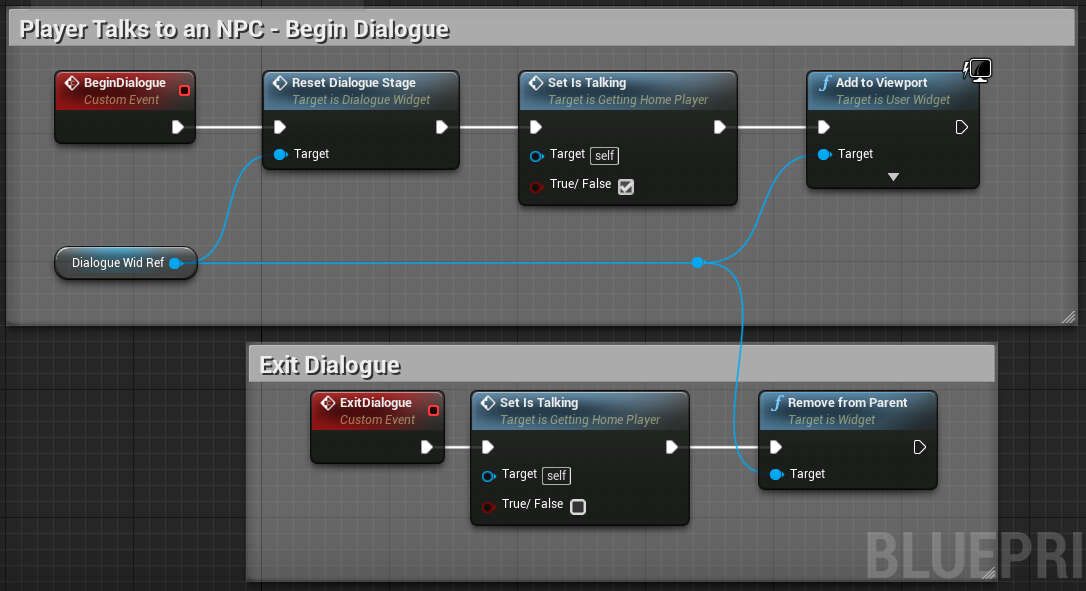 Player Talks to an NPC - Begin Dialogue
BeginDialogue
Custom Event
Reset Dialogue Stage
Target is Dialogue Widget
Target
Set Is Talking
Target is Getting Home Player
Target self
True/ False
f Add to Viewport
Target is User Widget
Target
Dialogue Wid Ref
Exit Dialogue
ExitDialogue
Custom Event
Set Is Talking
Target is Getting Home Player
Target self
True/ False
f Remove from Parent
Target is Widget
Target
BLUEPRI